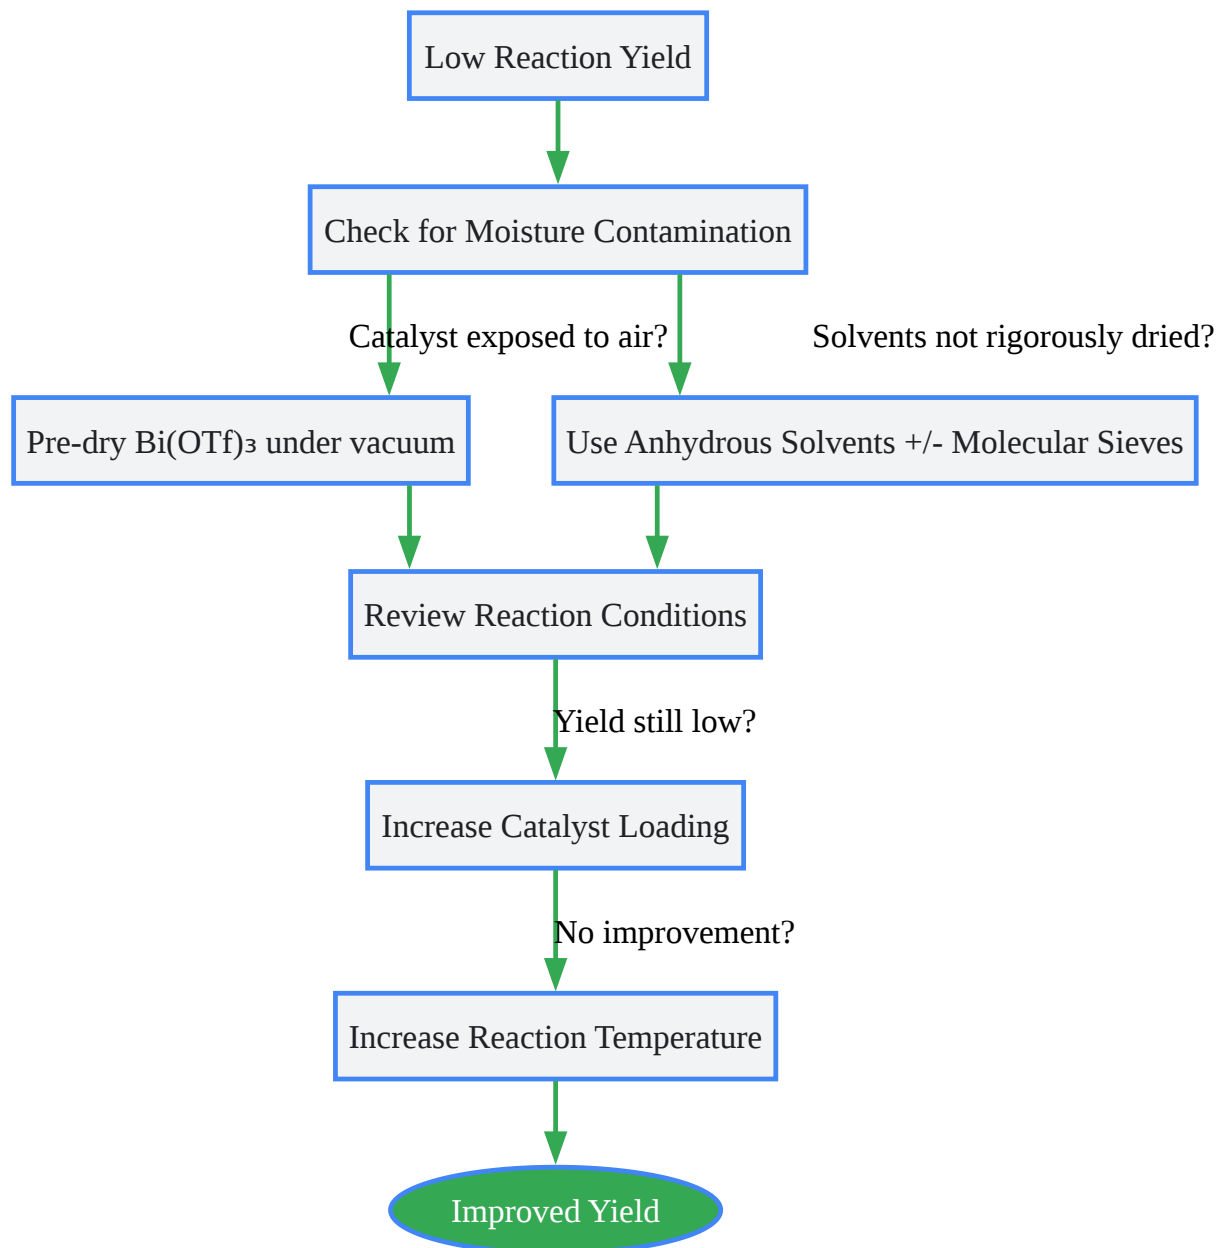 Low Reaction Yield
Check for Moisture Contamination
Catalyst exposed to air?
Solvents not rigorously dried?
Pre-dry Bi(OTf)₃ under vacuum
Use Anhydrous Solvents +/- Molecular Sieves
Review Reaction Conditions
Yield still low?
Increase Catalyst Loading
No improvement?
Increase Reaction Temperature
Improved Yield